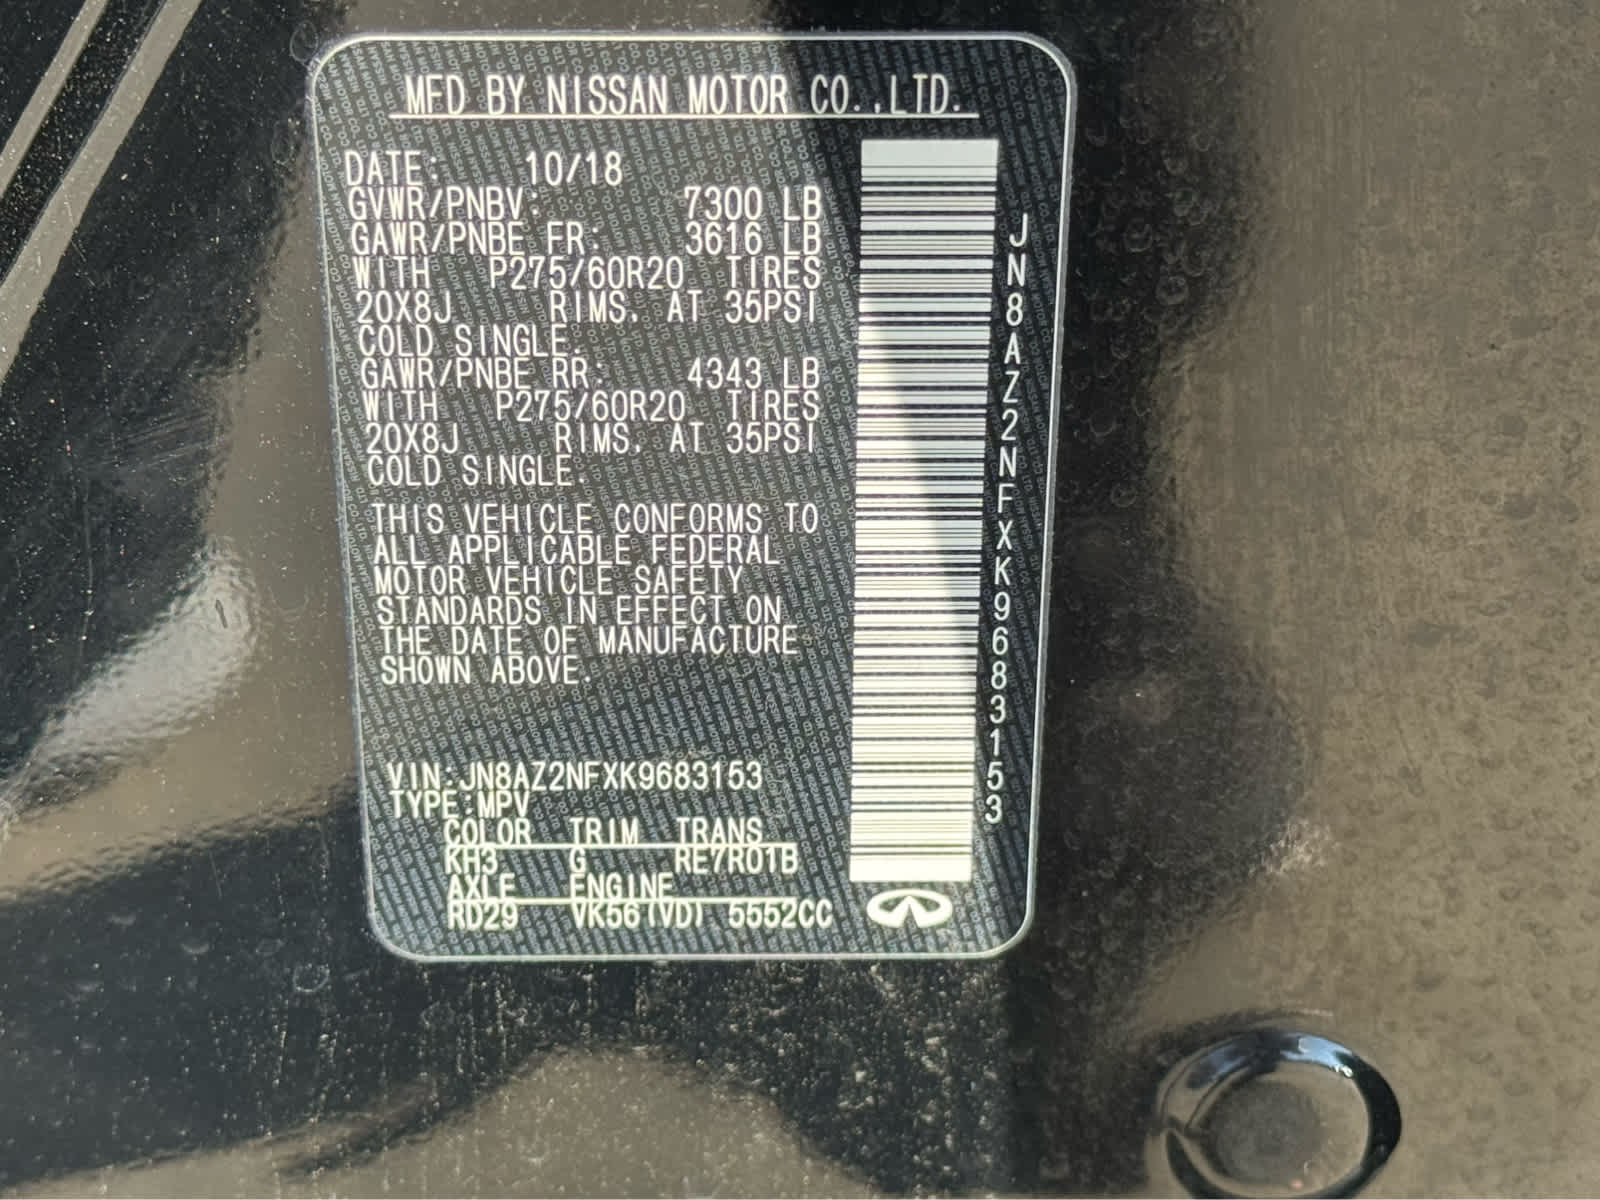 MFD BY NISSAN MOTOR CO.,LTD.
DATE: 10/18
GVWR/PNBV: 7300 LB
GAWR/PNBE FR: 3616 LB
WITH P275/60R20 TIRES
20X8J RIMS. AT 35PSI
COLD SINGLE.
GAWR/PNBE RR: 4343 LB
WITH P275/60R20 TIRES
20X8J RIMS. AT 35PSI
COLD SINGLE.
THIS VEHICLE CONFORMS TO
ALL APPLICABLE FEDERAL
MOTOR VEHICLE SAFETY
STANDARDS IN EFFECT ON
THE DATE OF MANUFACTURE
SHOWN ABOVE.
VIN:JN8AZ2NFXK9683153
TYPE:MPV
COLOR TRIM TRANS
KH3 G RE7R01B
AXLE ENGINE
RD29 VK56(VD) 5552CC
JN8AZ2NFXK9683153